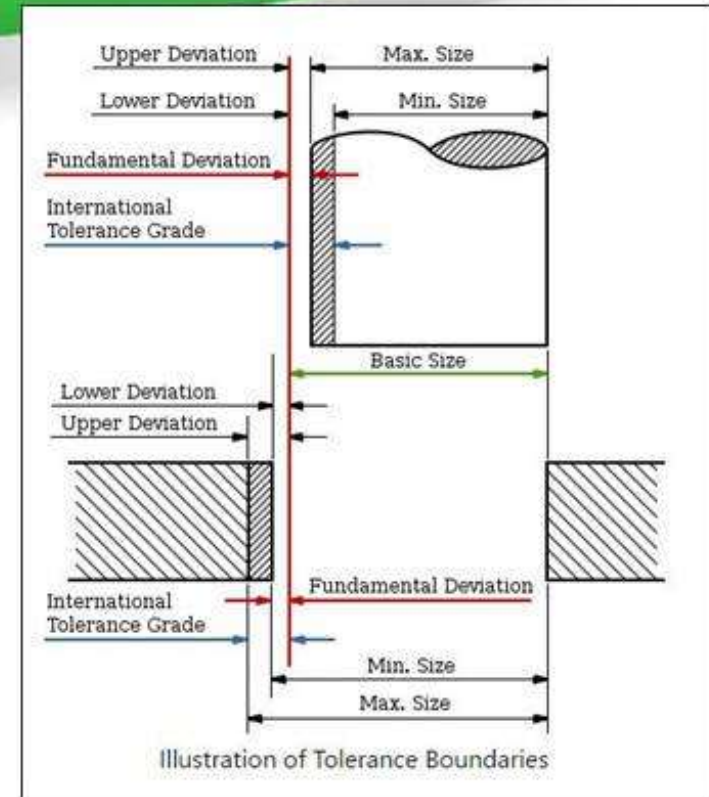 Upper Deviation
Max. Size
Lower Deviation
Min. Size
Fundamental Deviation
International
Tolerance Grade
Basic Size
Lower Deviation
Upper Deviation
Fundamental Deviation
International
Tolerance Grade
Min. Size
Max. Size
Illustration of Tolerance Boundaries